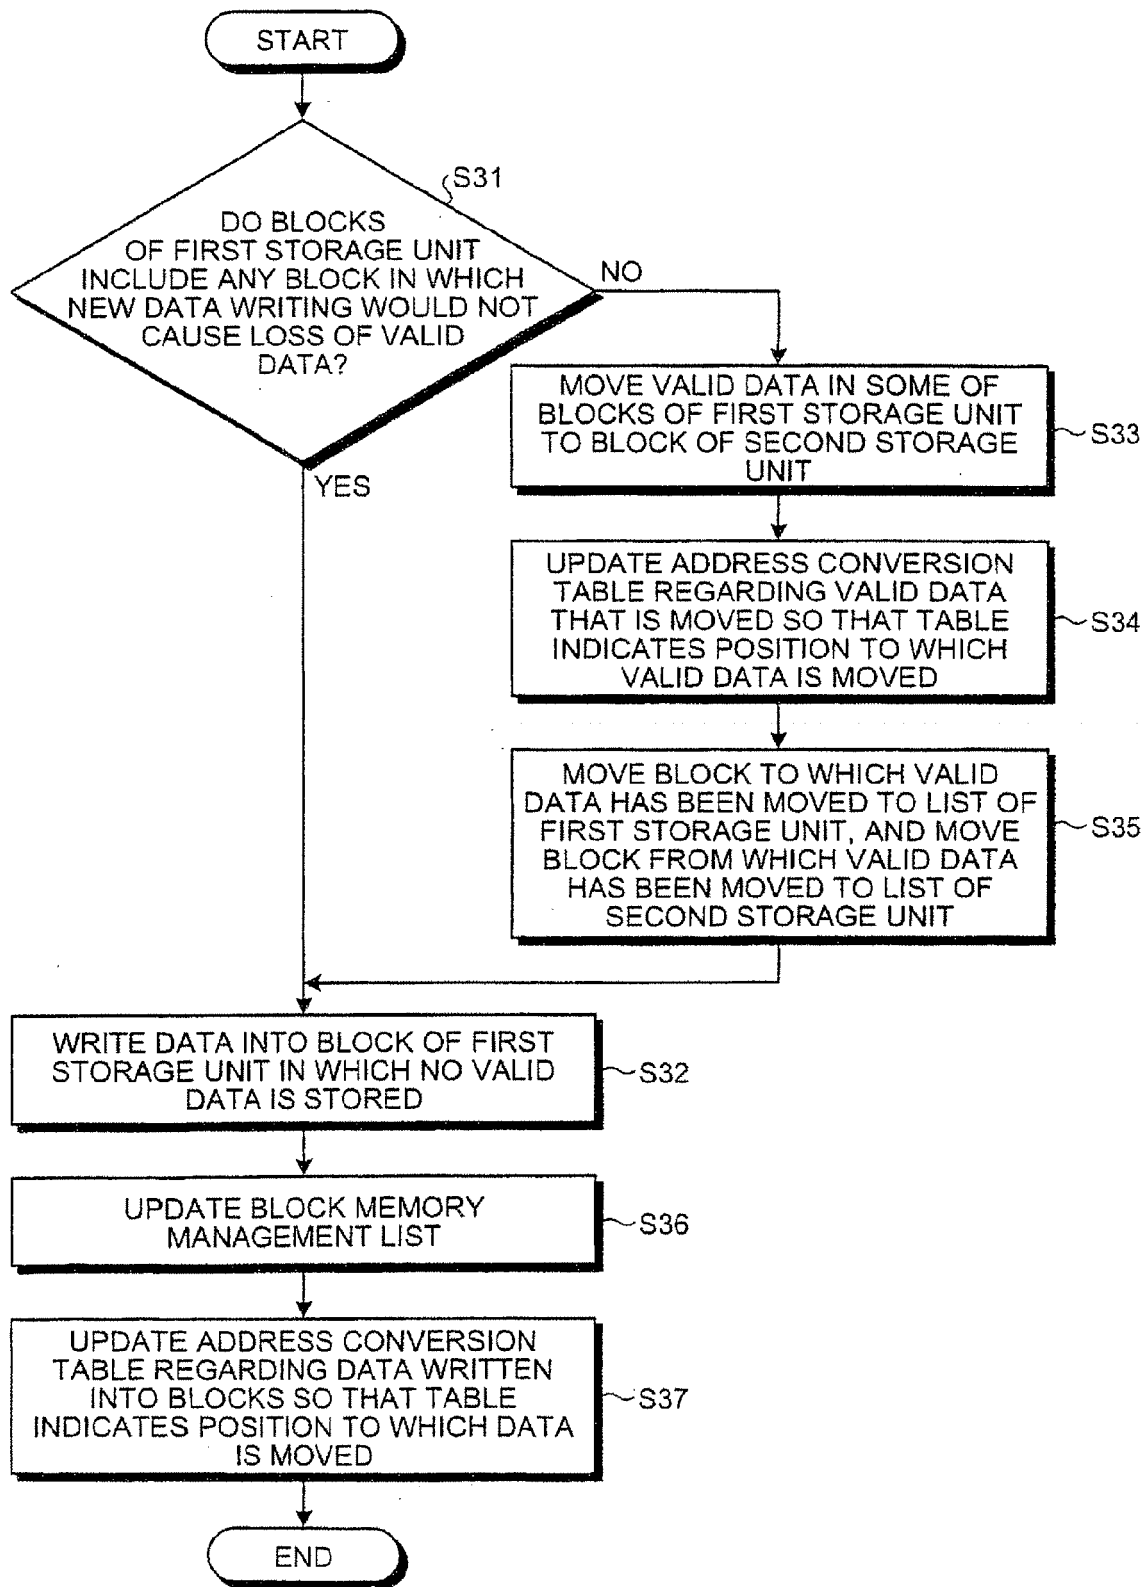 START
S31
DO BLOCKS
OF FIRST STORAGE UNIT
INCLUDE ANY BLOCK IN WHICH
NEW DATA WRITING WOULD NOT
CAUSE LOSS OF VALID
DATA?
NO
YES
MOVE VALID DATA IN SOME OF
BLOCKS OF FIRST STORAGE UNIT
TO BLOCK OF SECOND STORAGE
UNIT
S33
UPDATE ADDRESS CONVERSION
TABLE REGARDING VALID DATA
THAT IS MOVED SO THAT TABLE
INDICATES POSITION TO WHICH
VALID DATA IS MOVED
S34
MOVE BLOCK TO WHICH VALID
DATA HAS BEEN MOVED TO LIST OF
FIRST STORAGE UNIT, AND MOVE
BLOCK FROM WHICH VALID DATA
HAS BEEN MOVED TO LIST OF
SECOND STORAGE UNIT
S35
WRITE DATA INTO BLOCK OF FIRST
STORAGE UNIT IN WHICH NO VALID
DATA IS STORED
S32
UPDATE BLOCK MEMORY
MANAGEMENT LIST
S36
UPDATE ADDRESS CONVERSION
TABLE REGARDING DATA WRITTEN
INTO BLOCKS SO THAT TABLE
INDICATES POSITION TO WHICH DATA
IS MOVED
S37
END